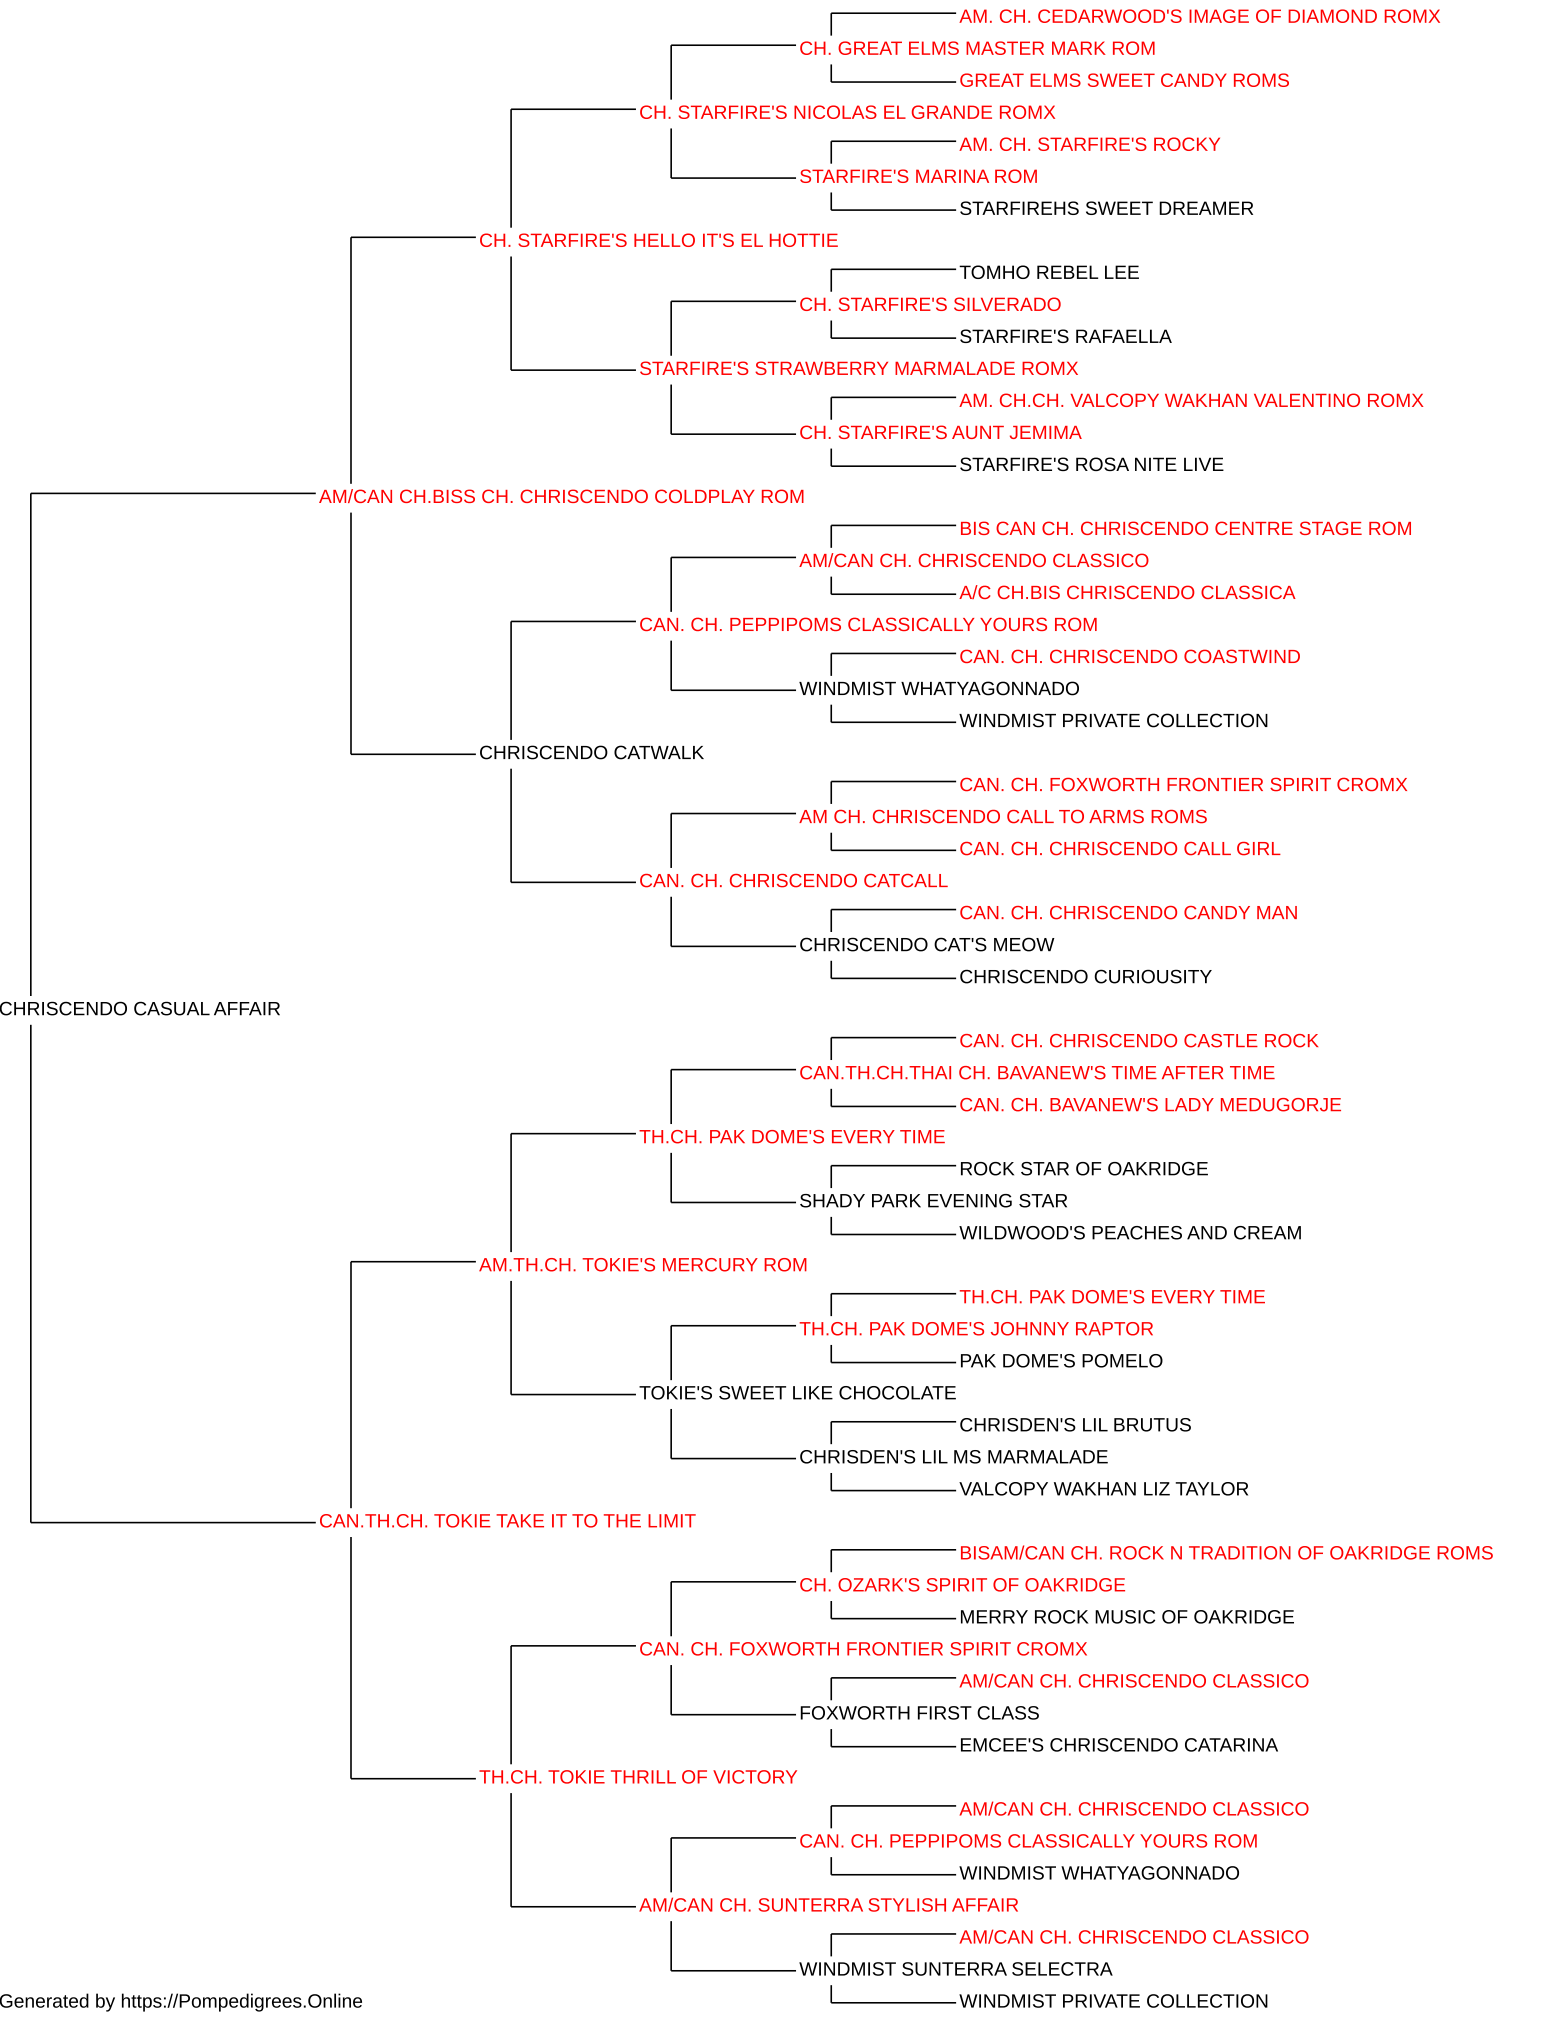 AM. CH. CEDARWOOD'S IMAGE OF DIAMOND ROMX
CH. GREAT ELMS MASTER MARK ROM
GREAT ELMS SWEET CANDY ROMS
CH. STARFIRE'S NICOLAS EL GRANDE ROMX
AM. CH. STARFIRE'S ROCKY
STARFIRE'S MARINA ROM
STARFIREHS SWEET DREAMER
CH. STARFIRE'S HELLO IT'S EL HOTTIE
TOMHO REBEL LEE
CH. STARFIRE'S SILVERADO
STARFIRE'S RAFAELLA
STARFIRE'S STRAWBERRY MARMALADE ROMX
AM. CH.CH. VALCOPY WAKHAN VALENTINO ROMX
CH. STARFIRE'S AUNT JEMIMA
STARFIRE'S ROSA NITE LIVE
AM/CAN CH.BISS CH. CHRISCENDO COLDPLAY ROM
BIS CAN CH. CHRISCENDO CENTRE STAGE ROM
AM/CAN CH. CHRISCENDO CLASSICO
A/C CH.BIS CHRISCENDO CLASSICA
CAN. CH. PEPPIPOMS CLASSICALLY YOURS ROM
CAN. CH. CHRISCENDO COASTWIND
WINDMIST WHATYAGONNADO
WINDMIST PRIVATE COLLECTION
CHRISCENDO CATWALK
CAN. CH. FOXWORTH FRONTIER SPIRIT CROMX
AM CH. CHRISCENDO CALL TO ARMS ROMS
CAN. CH. CHRISCENDO CALL GIRL
CAN. CH. CHRISCENDO CATCALL
CAN. CH. CHRISCENDO CANDY MAN
CHRISCENDO CAT'S MEOW
CHRISCENDO CURIOUSITY
CHRISCENDO CASUAL AFFAIR
CAN. CH. CHRISCENDO CASTLE ROCK
CAN.TH.CH.THAI CH. BAVANEW'S TIME AFTER TIME
CAN. CH. BAVANEW'S LADY MEDUGORJE
TH.CH. PAK DOME'S EVERY TIME
ROCK STAR OF OAKRIDGE
SHADY PARK EVENING STAR
WILDWOOD'S PEACHES AND CREAM
AM.TH.CH. TOKIE'S MERCURY ROM
TH.CH. PAK DOME'S EVERY TIME
TH.CH. PAK DOME'S JOHNNY RAPTOR
PAK DOME'S POMELO
TOKIE'S SWEET LIKE CHOCOLATE
CHRISDEN'S LIL BRUTUS
CHRISDEN'S LIL MS MARMALADE
VALCOPY WAKHAN LIZ TAYLOR
CAN.TH.CH. TOKIE TAKE IT TO THE LIMIT
BISAM/CAN CH. ROCK N TRADITION OF OAKRIDGE ROMS
CH. OZARK'S SPIRIT OF OAKRIDGE
MERRY ROCK MUSIC OF OAKRIDGE
CAN. CH. FOXWORTH FRONTIER SPIRIT CROMX
AM/CAN CH. CHRISCENDO CLASSICO
FOXWORTH FIRST CLASS
EMCEE'S CHRISCENDO CATARINA
TH.CH. TOKIE THRILL OF VICTORY
AM/CAN CH. CHRISCENDO CLASSICO
CAN. CH. PEPPIPOMS CLASSICALLY YOURS ROM
WINDMIST WHATYAGONNADO
AM/CAN CH. SUNTERRA STYLISH AFFAIR
AM/CAN CH. CHRISCENDO CLASSICO
WINDMIST SUNTERRA SELECTRA
WINDMIST PRIVATE COLLECTION
Generated by https://Pompedigrees.Online